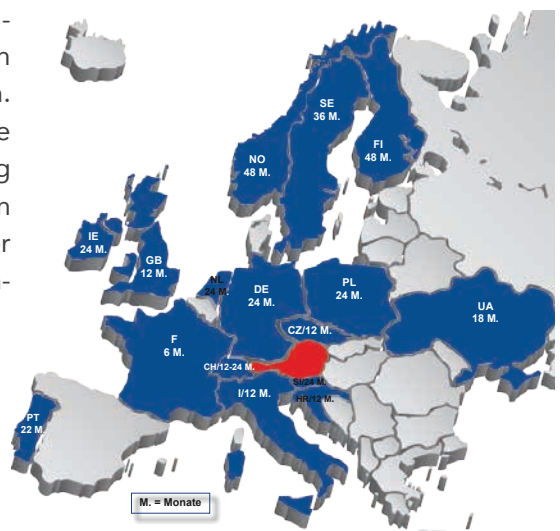 -
n
n.
e
g
n
r
n-
SE
36 M.
NO
48 M.
FI
48 M.
IE
24 M.
GB
12 M.
NL
24 M.
DE
24 M.
PL
24 M.
UA
18 M.
CZ/12 M.
F
6 M.
CH/12-24 M.
SI/24 M.
I/12 M.
HR/12 M.
PT
22 M.
M. = Monate